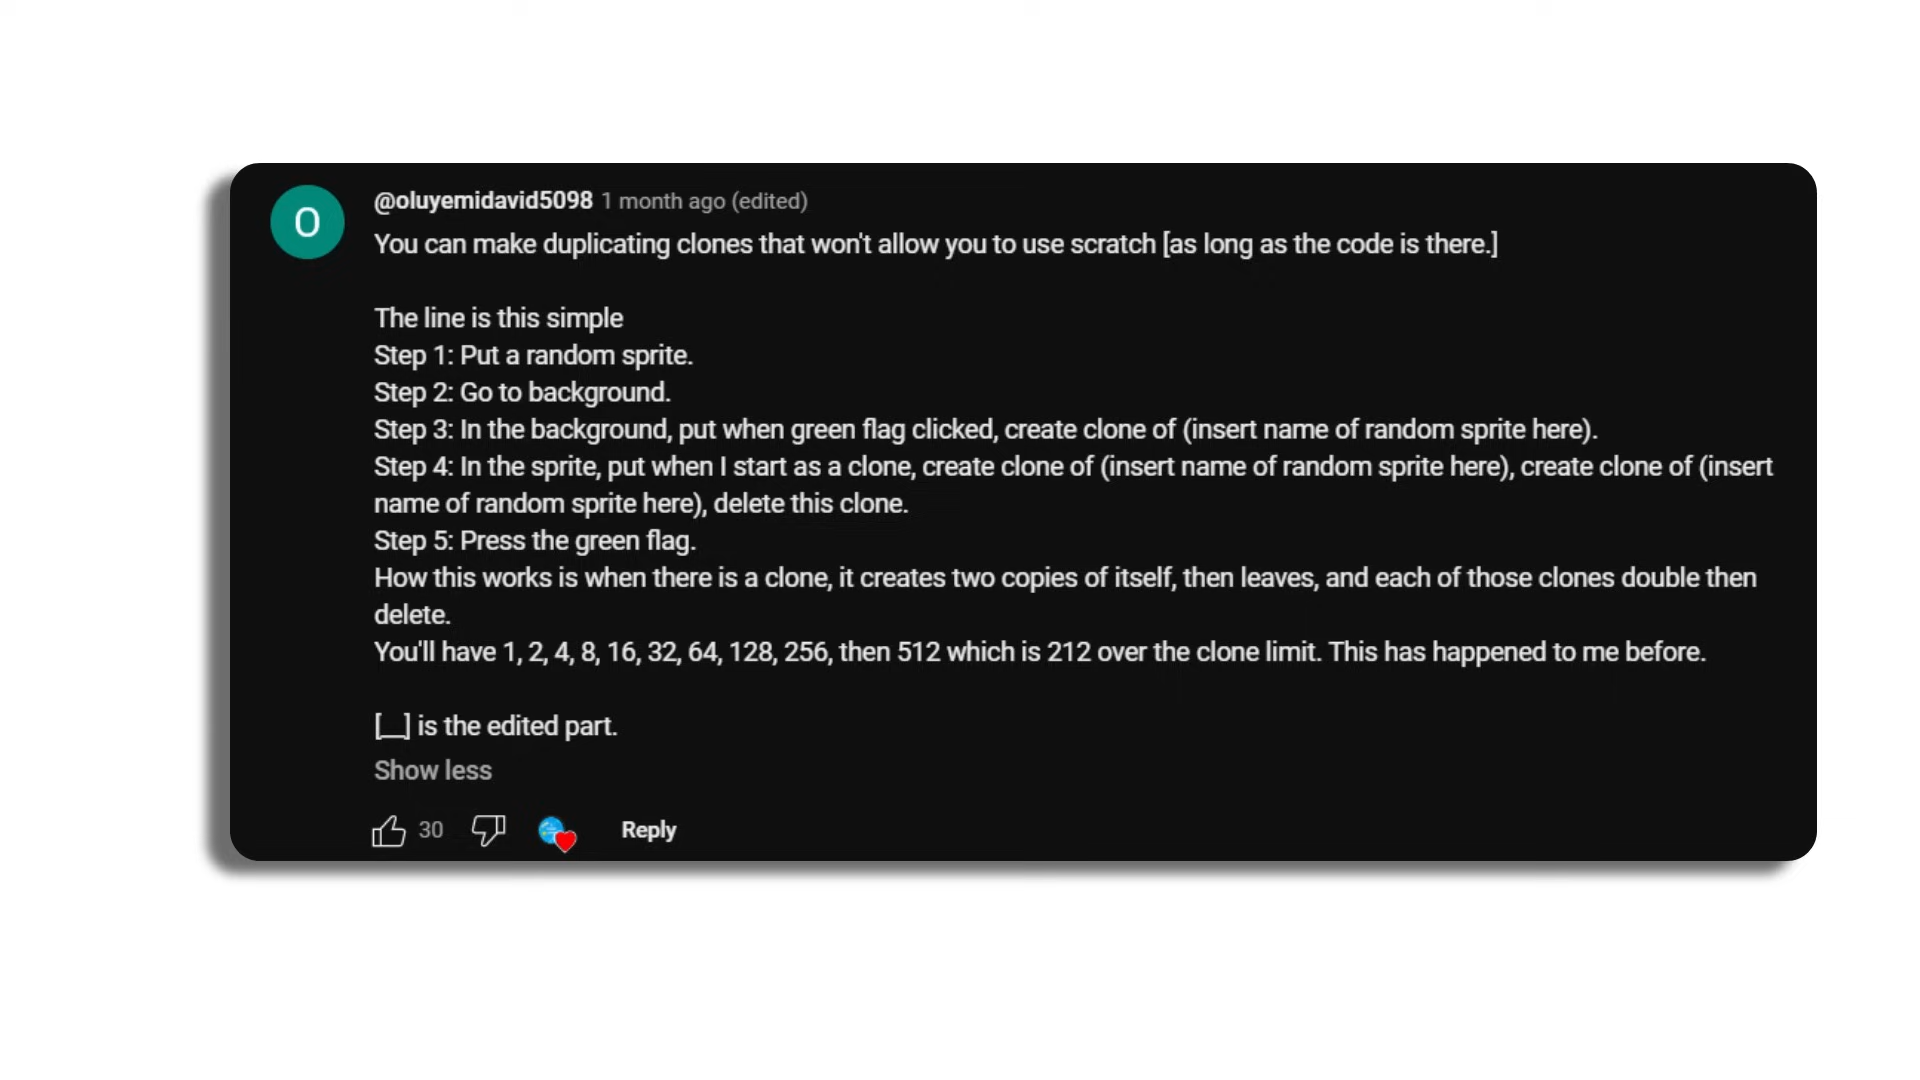 O
@oluyemidavid5098 1 month ago (edited)
You can make duplicating clones that won't allow you to use scratch [as long as the code is there.]
The line is this simple
Step 1: Put a random sprite.
Step 2: Go to background.
Step 3: In the background, put when green flag clicked, create clone of (insert name of random sprite here).
Step 4: In the sprite, put when I start as a clone, create clone of (insert name of random sprite here), create clone of (insert
name of random sprite here), delete this clone.
Step 5: Press the green flag.
How this works is when there is a clone, it creates two copies of itself, then leaves, and each of those clones double then
delete.
You'll have 1, 2, 4, 8, 16, 32, 64, 128, 256, then 512 which is 212 over the clone limit. This has happened to me before.
[__] is the edited part.
Show less
30 Reply